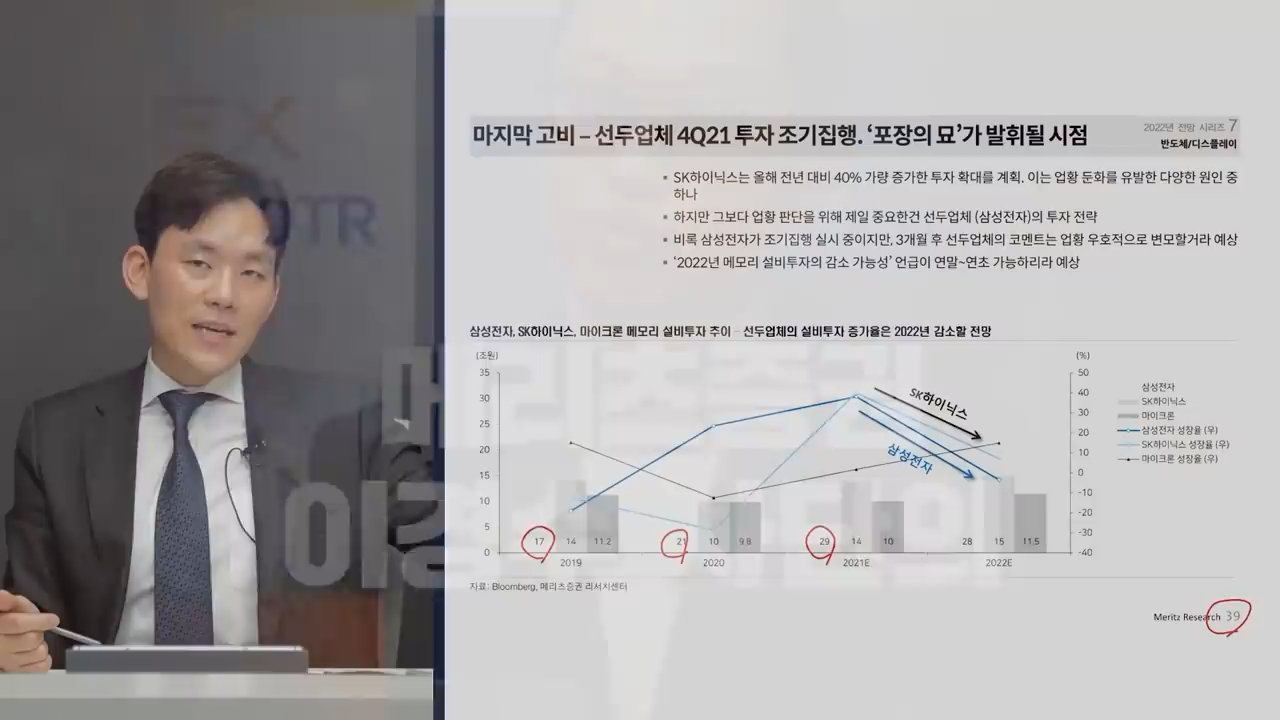 마지막 고비 – 선두업체 4Q21 투자 조기집행. ‘포장의 묘’가 발휘될 시점
2022년 전망 시리즈 7
반도체/디스플레이
▪ SK하이닉스는 올해 전년 대비 40% 가량 증가한 투자 확대를 계획. 이는 업황 둔화를 유발한 다양한 원인 중
하나
▪ 하지만 그보다 업황 판단을 위해 제일 중요한건 선두업체 (삼성전자)의 투자 전략
▪ 비록 삼성전자가 조기집행 실시 중이지만, 3개월 후 선두업체의 코멘트는 업황 우호적으로 변모할거라 예상
▪ ‘2022년 메모리 설비투자의 감소 가능성’ 언급이 연말~연초 가능하리라 예상
삼성전자, SK하이닉스, 마이크론 메모리 설비투자 추이 – 선두업체의 설비투자 증가율은 2022년 감소할 전망
(조원)
(%)
35
30
25
20
15
10
5
0
50
40
30
20
10
0
-10
-20
-30
-40
SK하이닉스
삼성전자
17 14 11.2
21 10 9.8
29 14 10
28 15 11.5
2019 2020 2021E 2022E
삼성전자
SK하이닉스
마이크론
삼성전자 성장율 (우)
SK하이닉스 성장율 (우)
마이크론 성장율 (우)
자료: Bloomberg, 메리츠증권 리서치센터
Meritz Research 39
메리츠증권